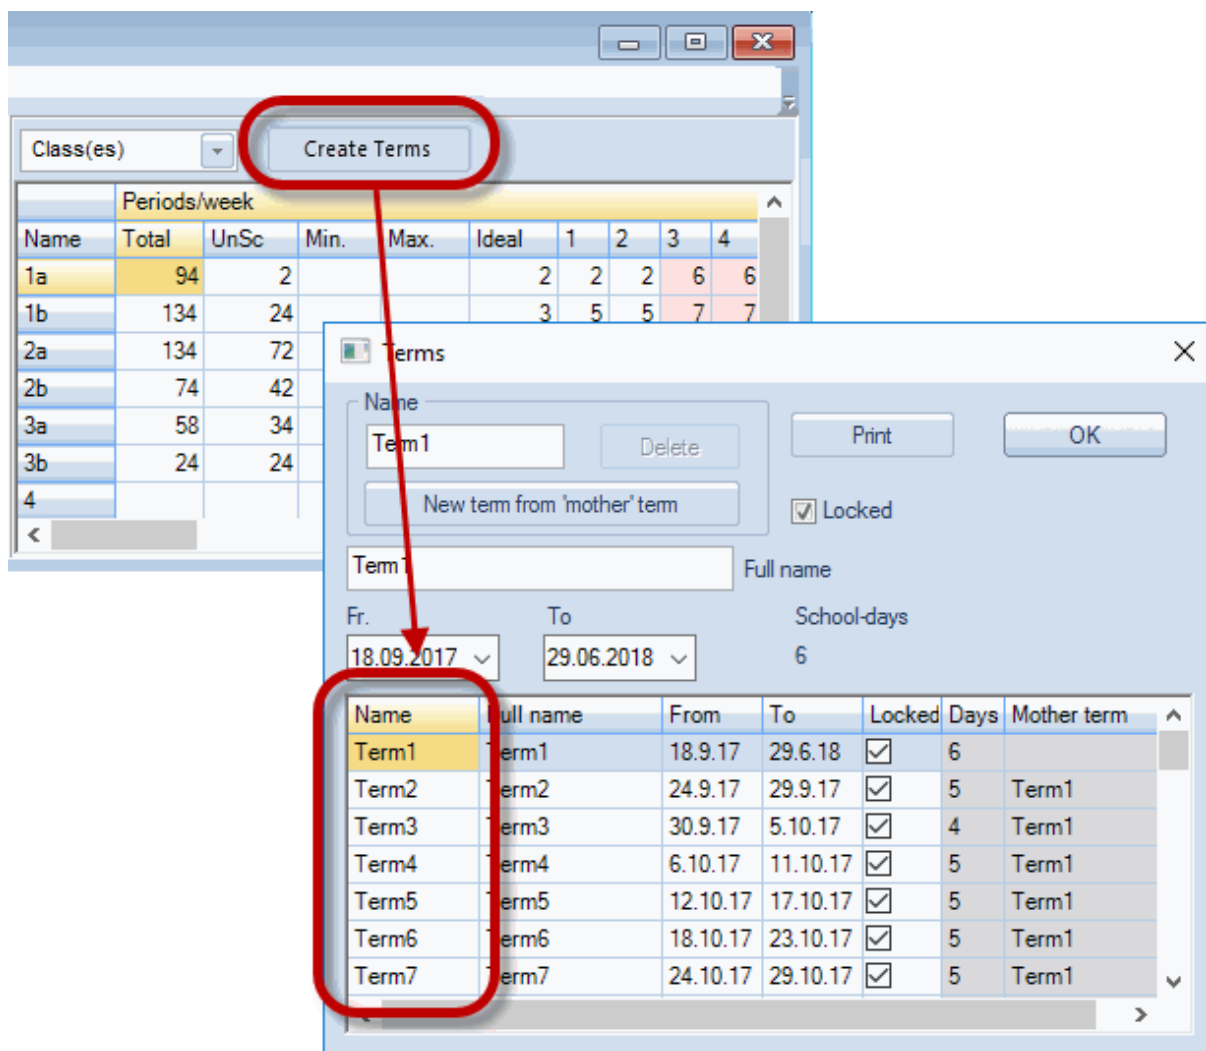 Class(es) Create Terms
Periods/week
Name Total UnSc Min. Max. Ideal 1 2 3 4
1a 94 2 2 2 2 6 6
1b 134 24 3 5 5 7 7
2a 134 72
2b 74 42
3a 58 34
3b 24 24
4
Terms
Name
Term1 Delete Print OK
New term from 'mother' term Locked
Term1 Full name
Fr. To School-days
18.09.2017 29.06.2018 6
Name Full name From To Locked Days Mother term
Term1 Term1 18.9.17 29.6.18 6
Term2 Term2 24.9.17 29.9.17 5 Term1
Term3 Term3 30.9.17 5.10.17 4 Term1
Term4 Term4 6.10.17 11.10.17 5 Term1
Term5 Term5 12.10.17 17.10.17 5 Term1
Term6 Term6 18.10.17 23.10.17 5 Term1
Term7 Term7 24.10.17 29.10.17 5 Term1